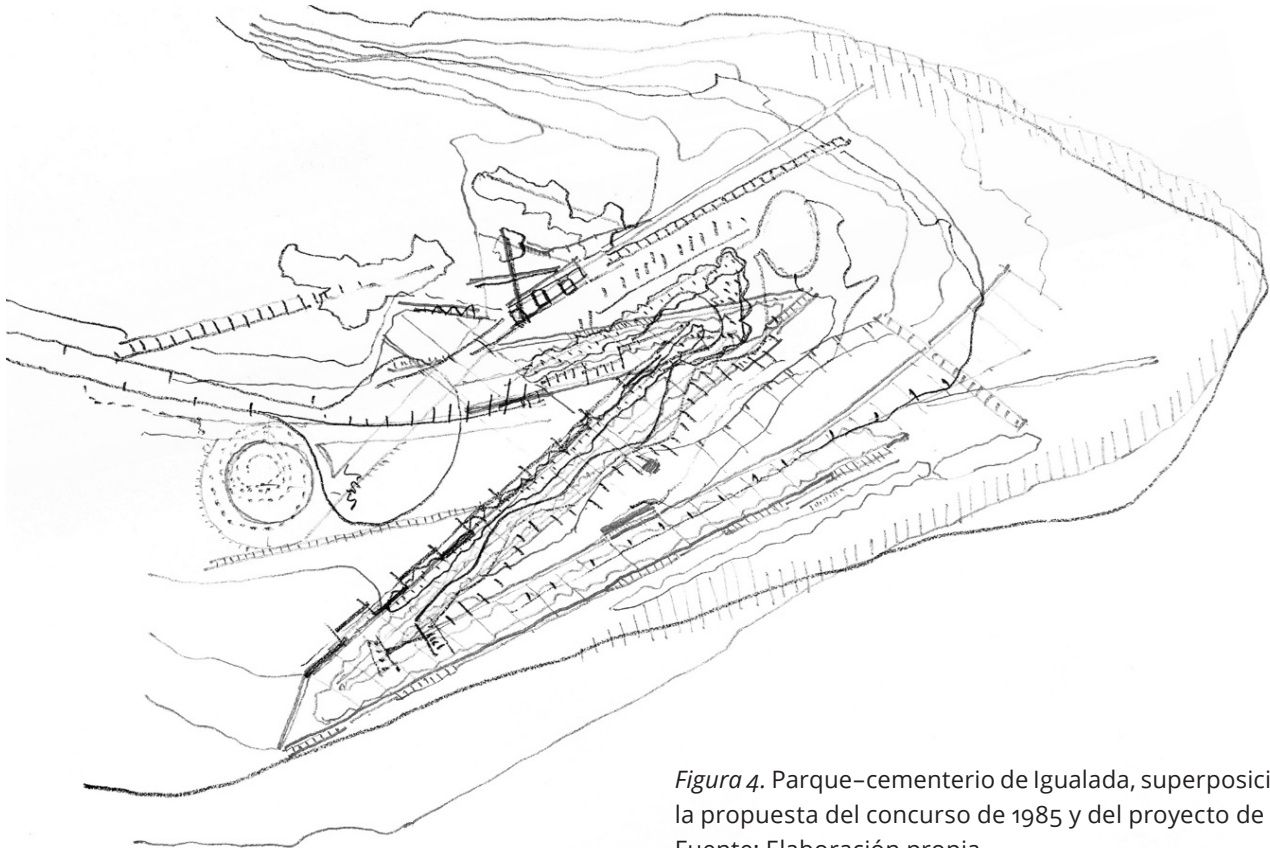 Figura 4. Parque–cementerio de Igualada, superposici
la propuesta del concurso de 1985 y del proyecto de
Fuente: Elaboración propia